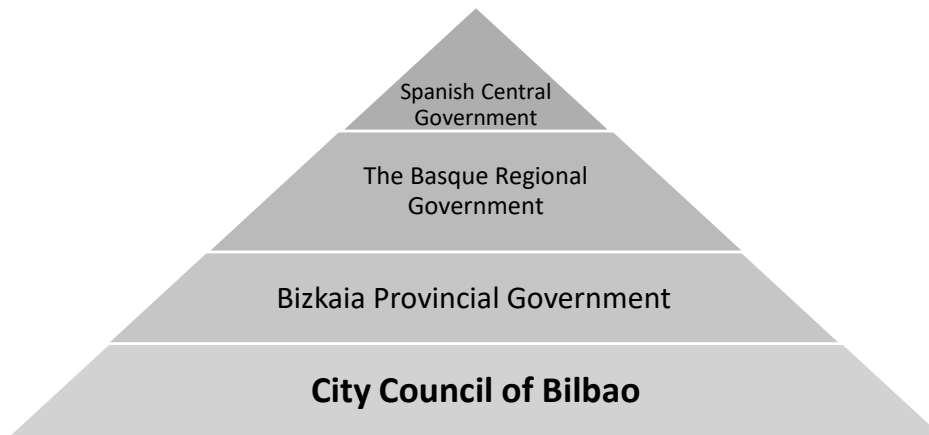 Spanish Central
Government
The Basque Regional
Government
Bizkaia Provincial Government
City Council of Bilbao